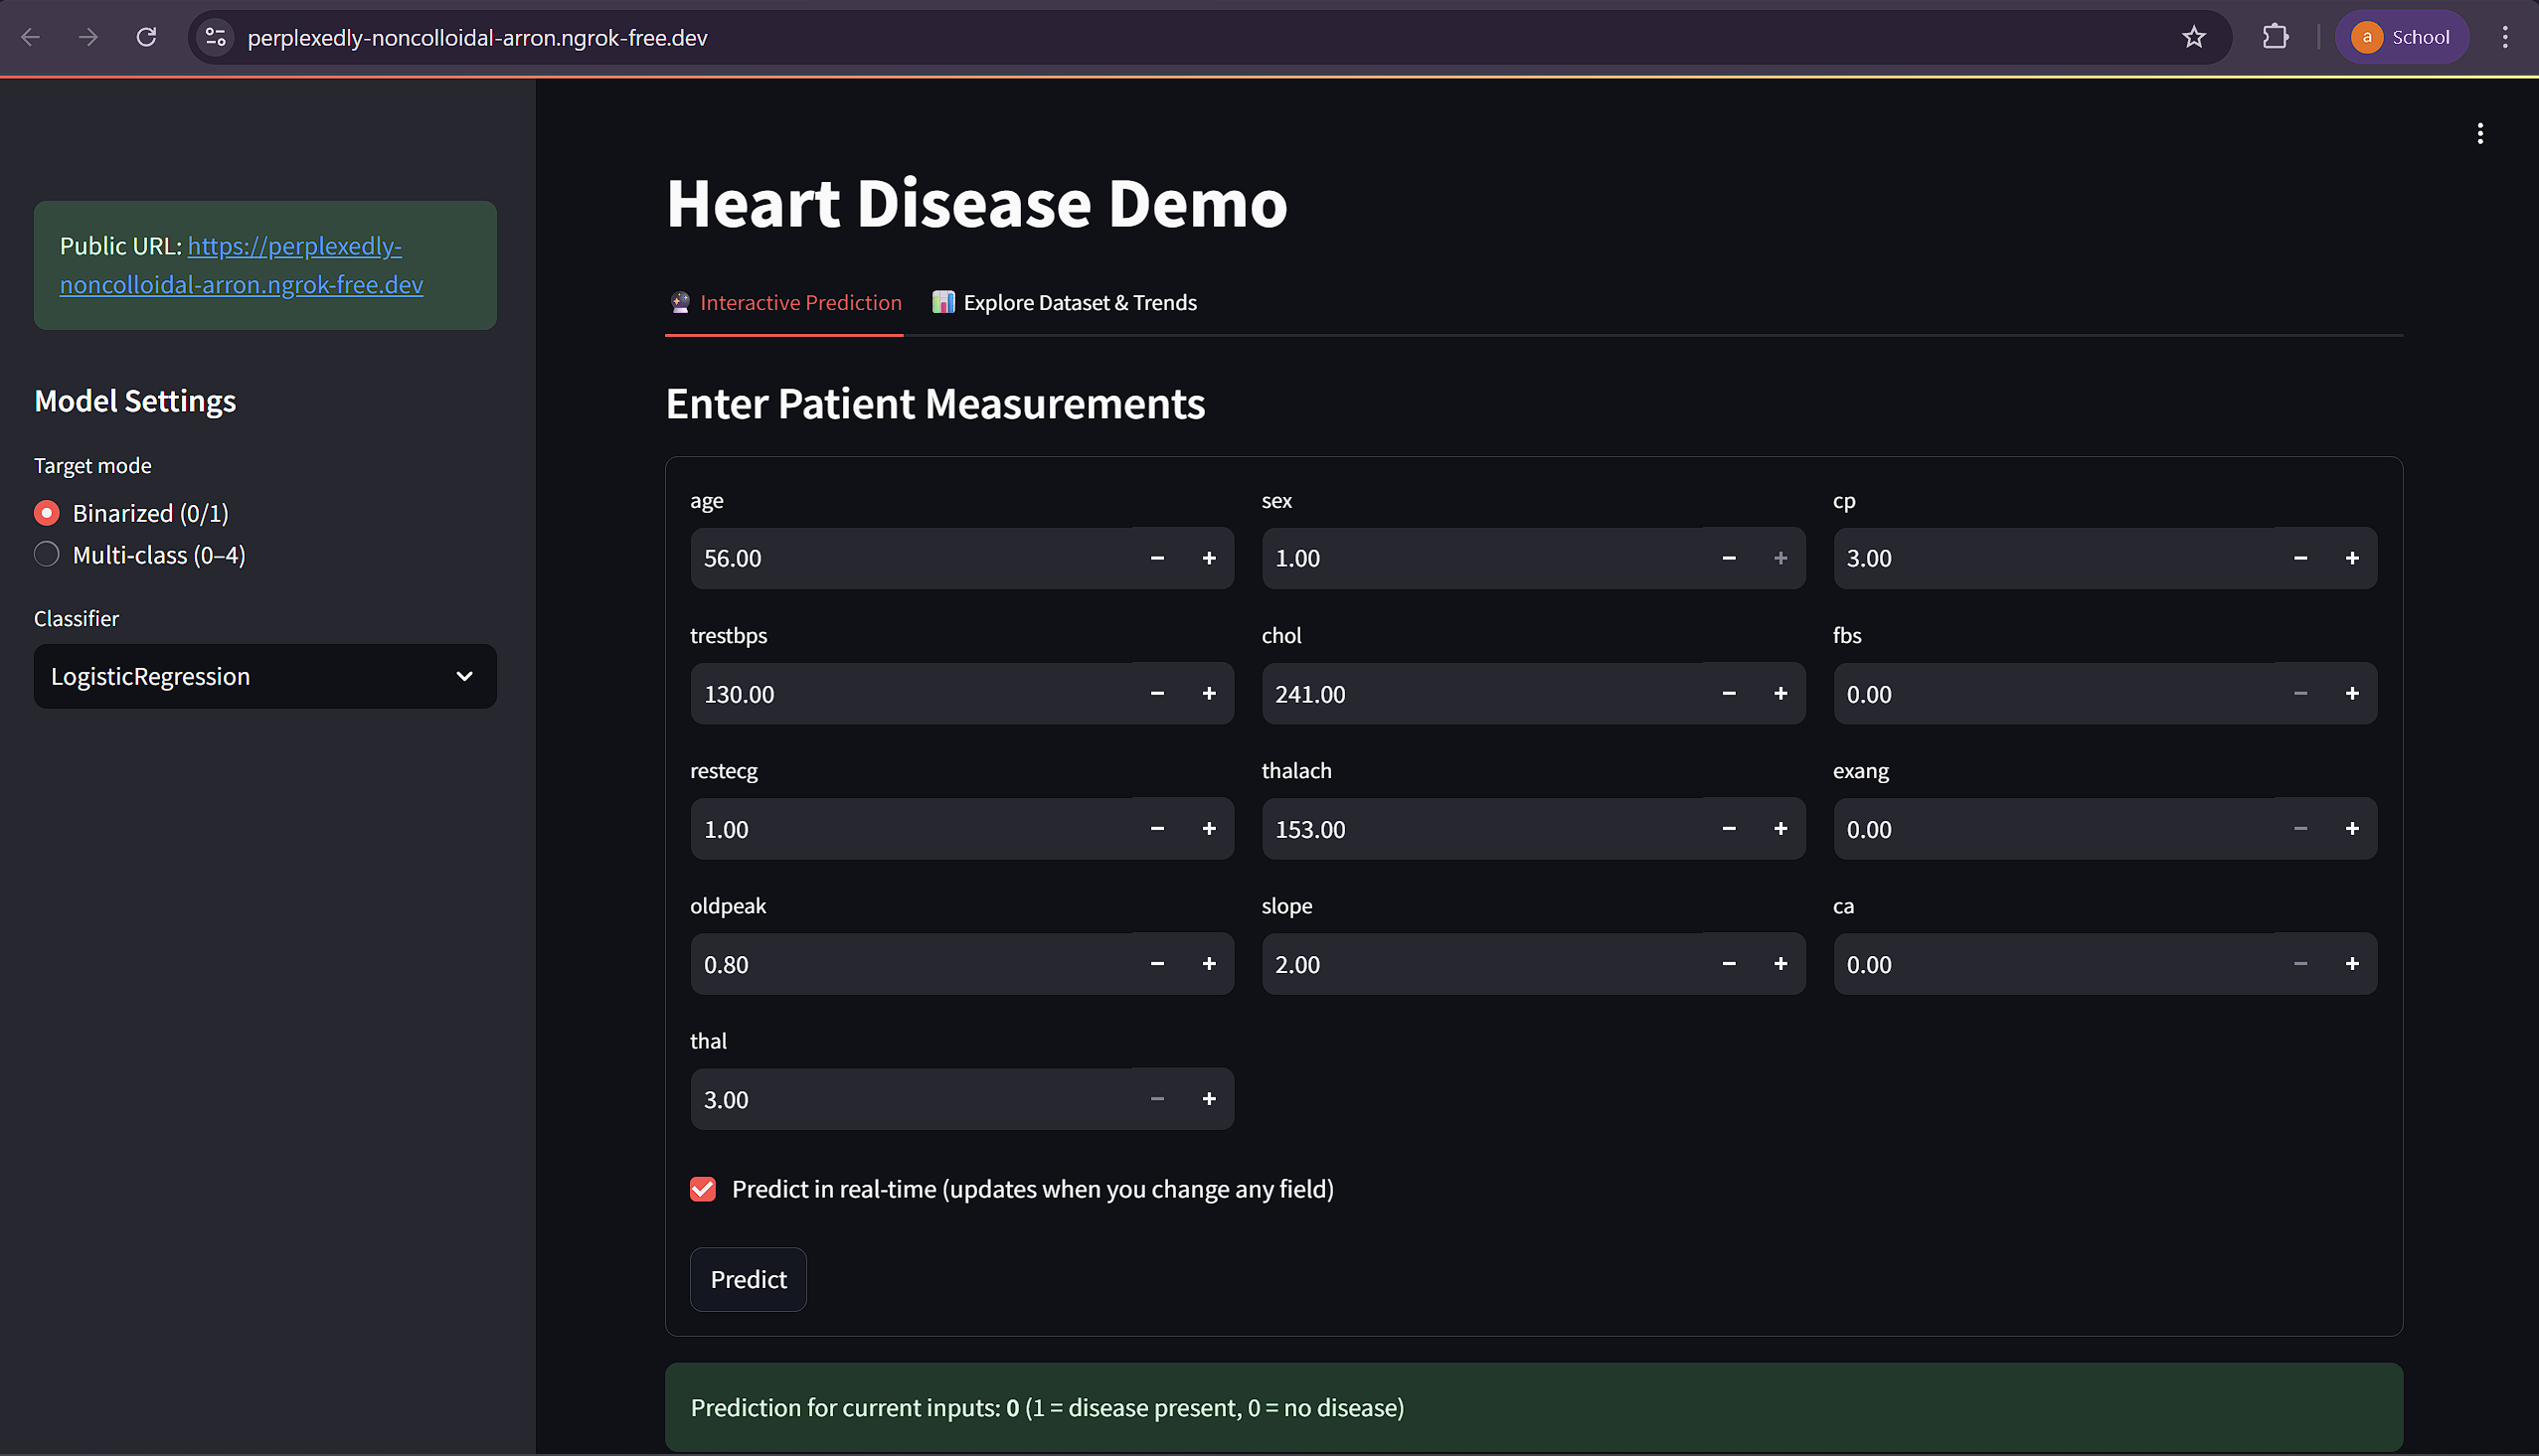 perplexedly-noncolloidal-arron.ngrok-free.dev
a School
Public URL: https://perplexedly-
noncolloidal-arron.ngrok-free.dev
Model Settings
Target mode
Binarized (0/1)
Multi-class (0–4)
Classifier
LogisticRegression
Heart Disease Demo
Interactive Prediction Explore Dataset & Trends
Enter Patient Measurements
age sex cp
56.00 − + 1.00 − + 3.00 − +
trestbps chol fbs
130.00 − + 241.00 − + 0.00 − +
restecg thalach exang
1.00 − + 153.00 − + 0.00 − +
oldpeak slope ca
0.80 − + 2.00 − + 0.00 − +
thal
3.00 − +
Predict in real-time (updates when you change any field)
Predict
Prediction for current inputs: 0 (1 = disease present, 0 = no disease)